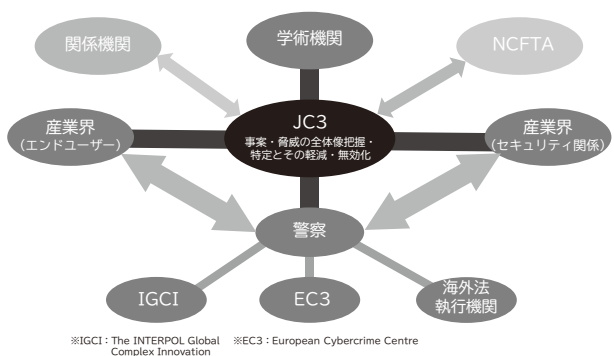 関係機関
学術機関
NCFTA
JC3
事案・脅威の全体像把握・
特定とその軽減・無効化
産業界
（エンドユーザー）
産業界
（セキュリティ関係）
警察
IGCI
EC3
海外法
執行機関
※IGCI：The INTERPOL Global
Complex Innovation
※EC3：European Cybercrime Centre